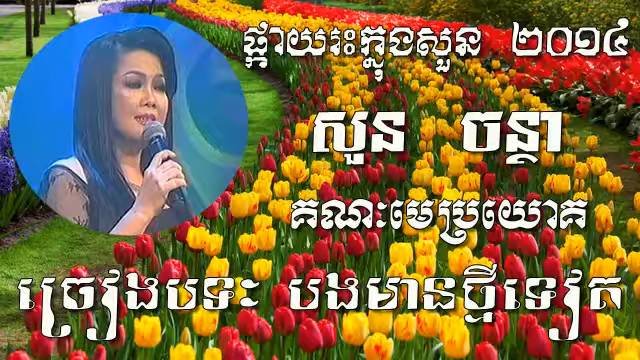 ផ្កាយរះក្នុងសួន ២០១៤
សួន ចន្ថា
គណៈមេប្រយោគ
ច្រៀងបទ៖ បងមានថ្មីទៀត